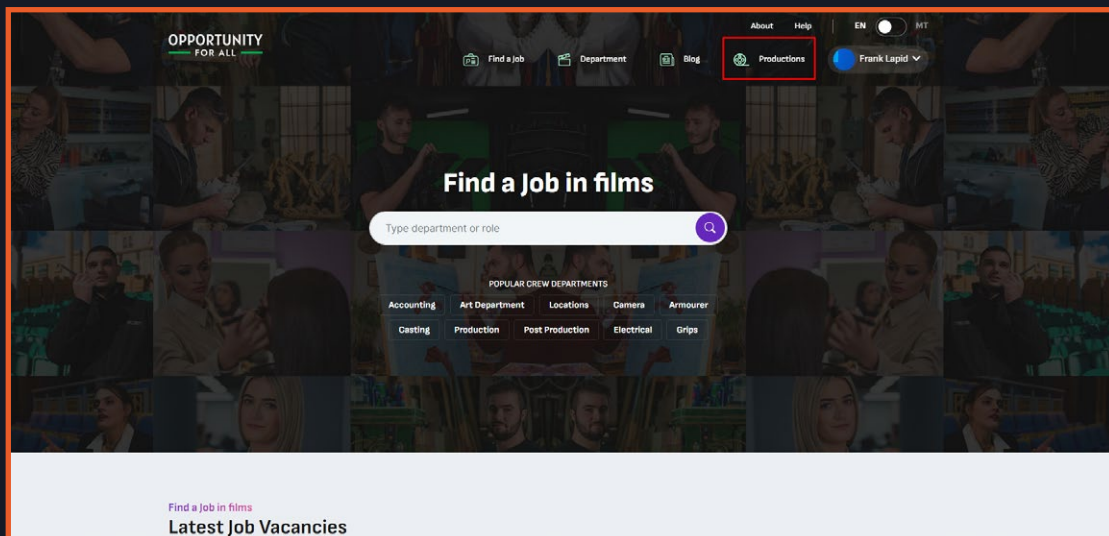 About Help EN MT
OPPORTUNITY
FOR ALL
Find a job Department Blog Productions Frank Lapid
Find a Job in films
Type department or role
POPULAR CREW DEPARTMENTS
Accounting Art Department Locations Camera Armourer
Casting Production Post Production Electrical Grips
Find a Job in films
Latest Job Vacancies